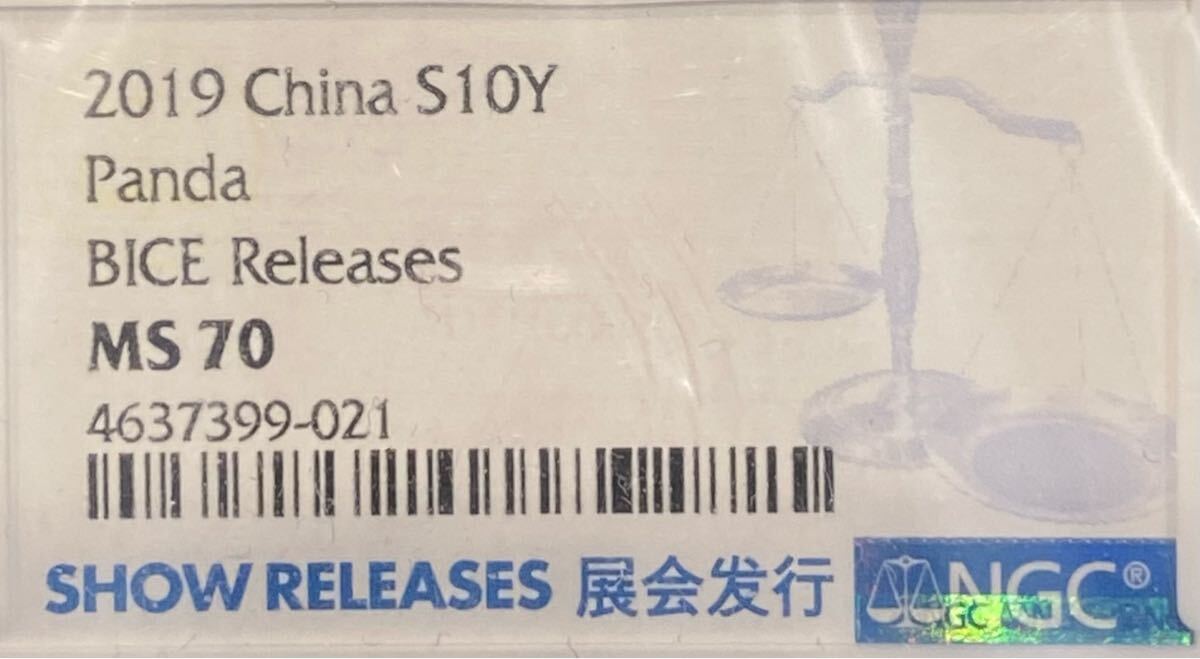 2019 China S10Y
Panda
BICE Releases
MS 70
4637399-021
SHOW RELEASES 展会发行
NGC®